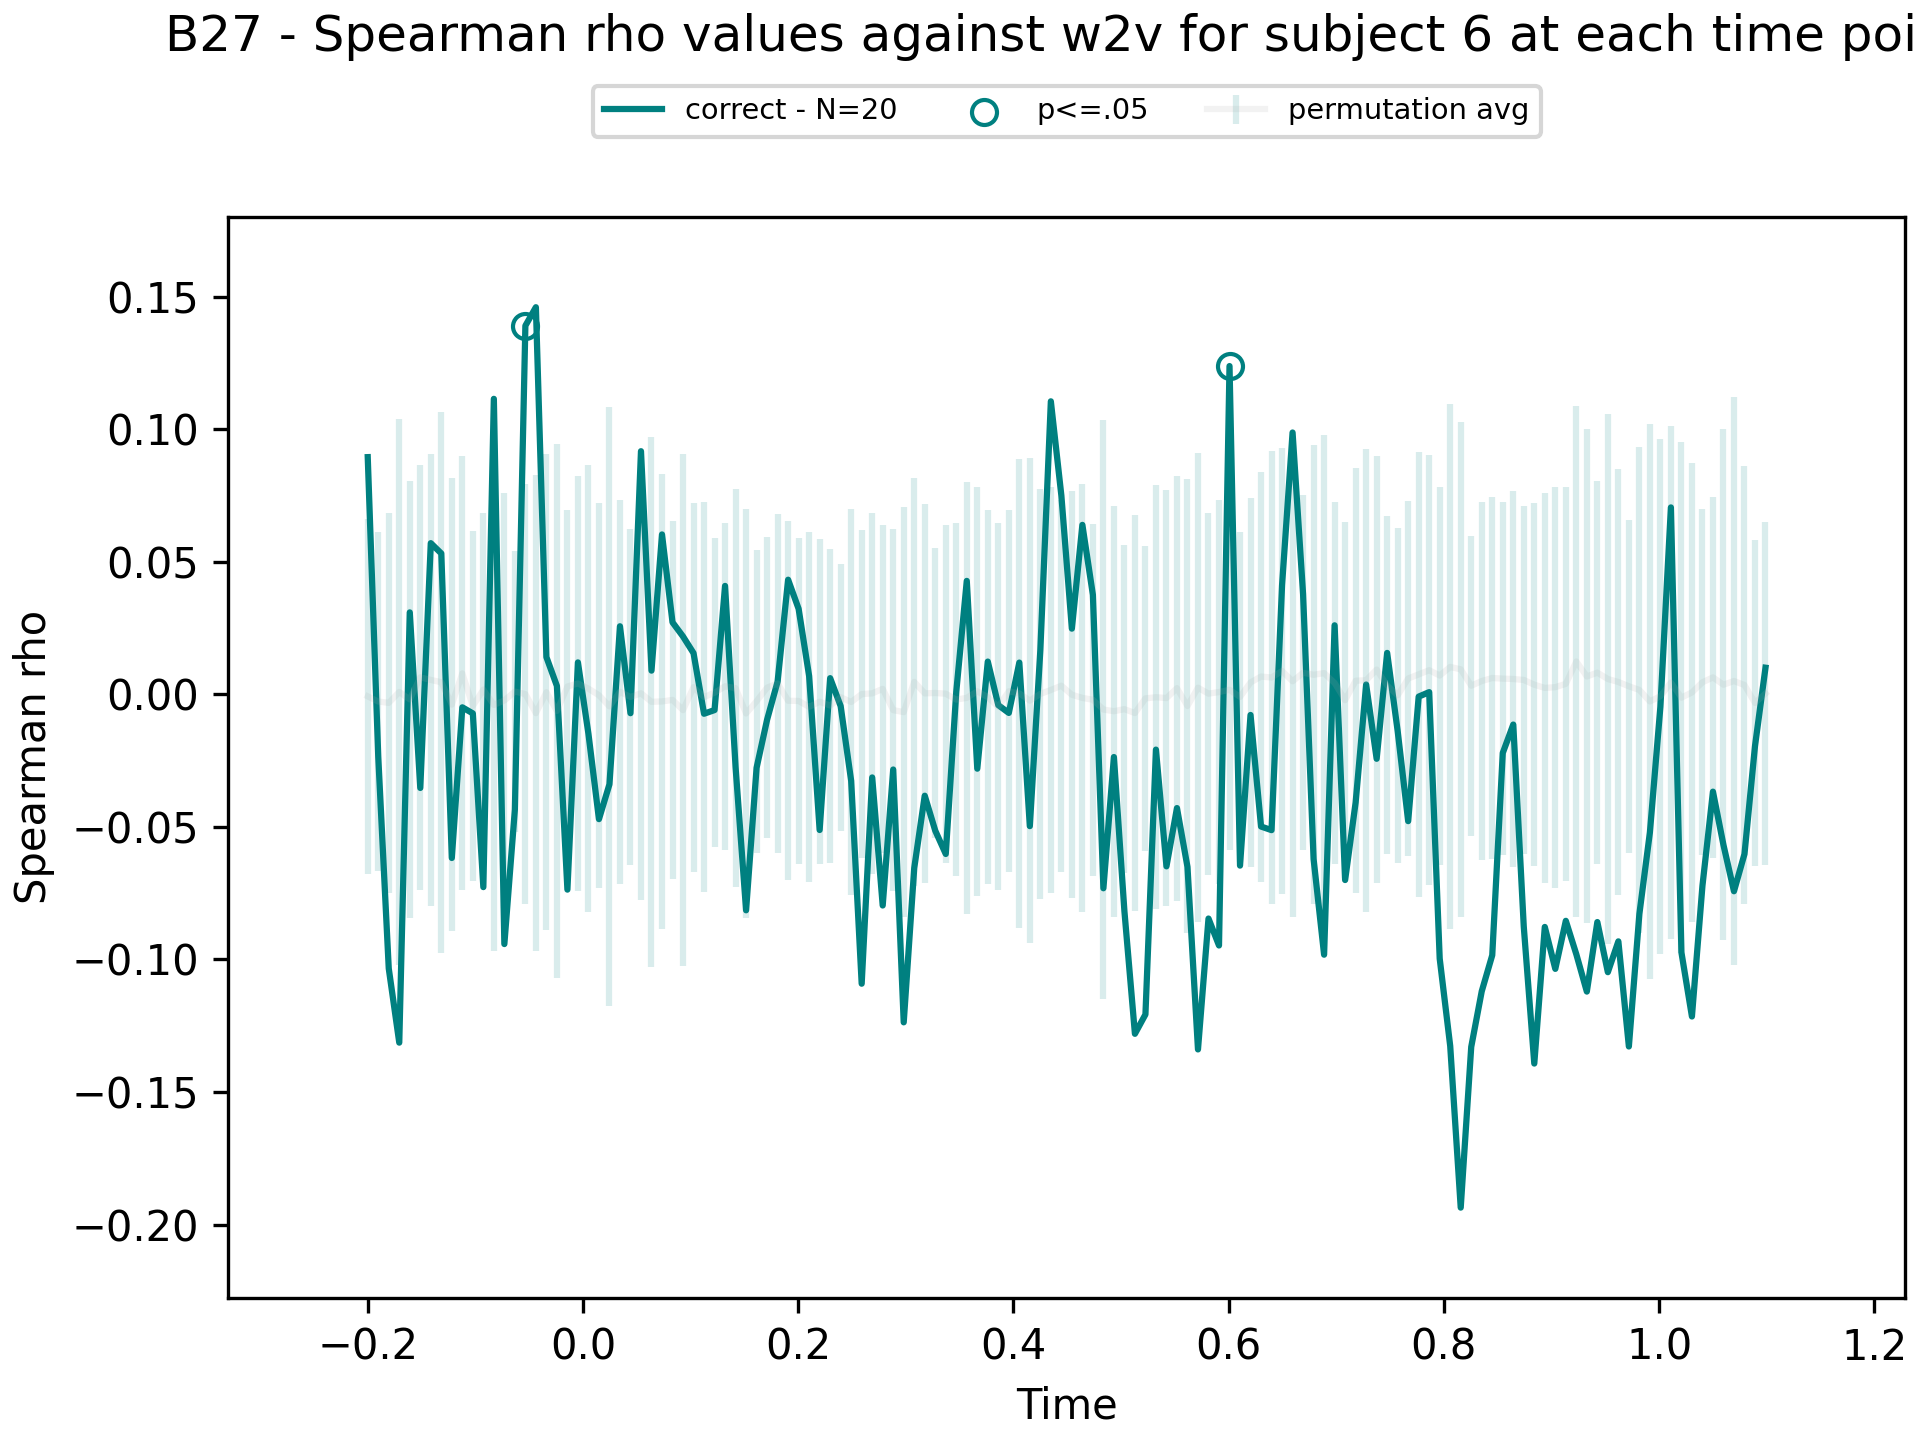 B27 - Spearman rho values against w2v for subject 6 at each time poi
correct - N=20
p<=.05
permutation avg
0.15
0.10
0.05
0.00
−0.05
−0.10
−0.15
−0.20
Spearman rho
−0.2
0.0
0.2
0.4
0.6
0.8
1.0
1.2
Time